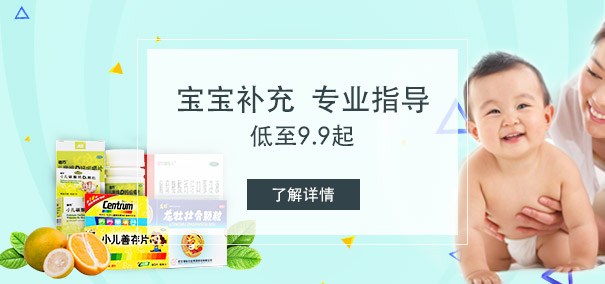 宝宝补充 专业指导
低至9.9起
了解详情
Centrum
小儿善存片
龙牡壮骨颗粒